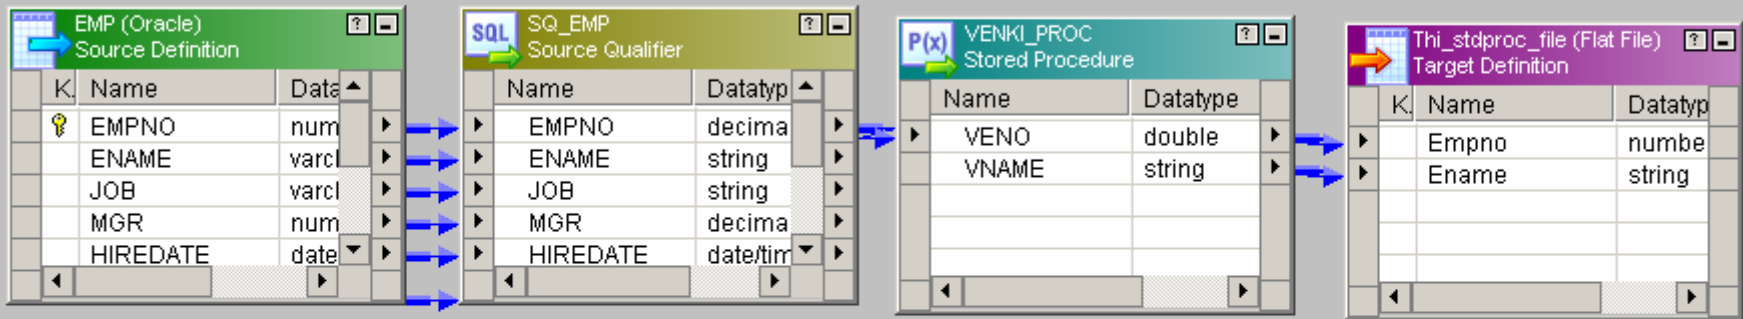 EMP (Oracle)
Source Definition
K. Name Data
EMPNO num
ENAME varcl
JOB varcl
MGR num
HIREDATE date
SQL SQ_EMP
Source Qualifier
Name Datatyp
EMPNO decima
ENAME string
JOB string
MGR decima
HIREDATE date/tim
P(x) VENKI_PROC
Stored Procedure
Name Datatype
VENO double
VNAME string
Thi_stdproc_file (Flat File)
Target Definition
K. Name Datatyp
Empno numbe
Ename string